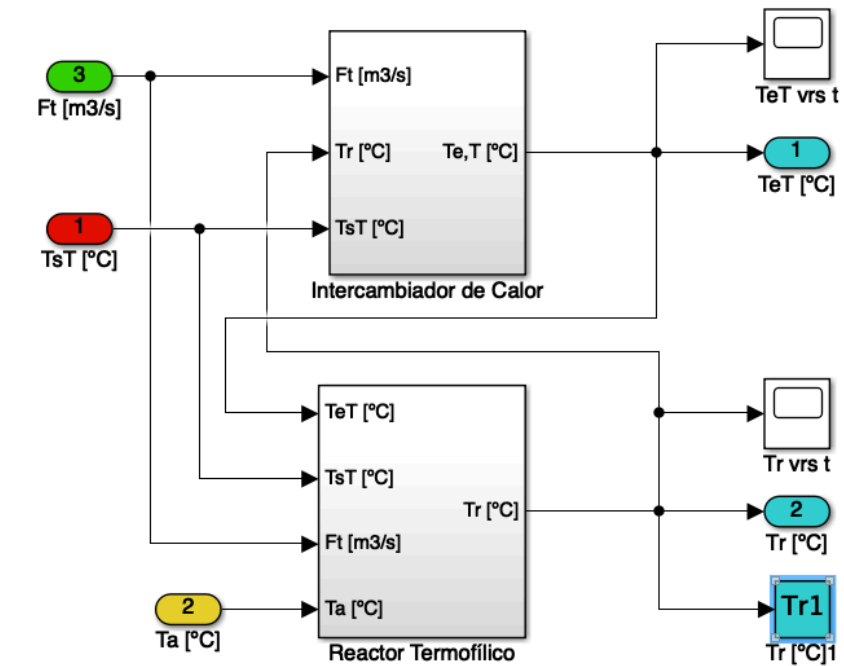 3
Ft [m3/s]
1
TsT [ºC]
Ft [m3/s]
Tr [ºC]
TsT [ºC]
Te,T [ºC]
Intercambiador de Calor
TeT vrs t
1
TeT [ºC]
TeT [ºC]
TsT [ºC]
Ft [m3/s]
Ta [ºC]
Tr [ºC]
Reactor Termofílico
2
Ta [ºC]
Tr vrs t
2
Tr [ºC]
Tr1
Tr [ºC]1